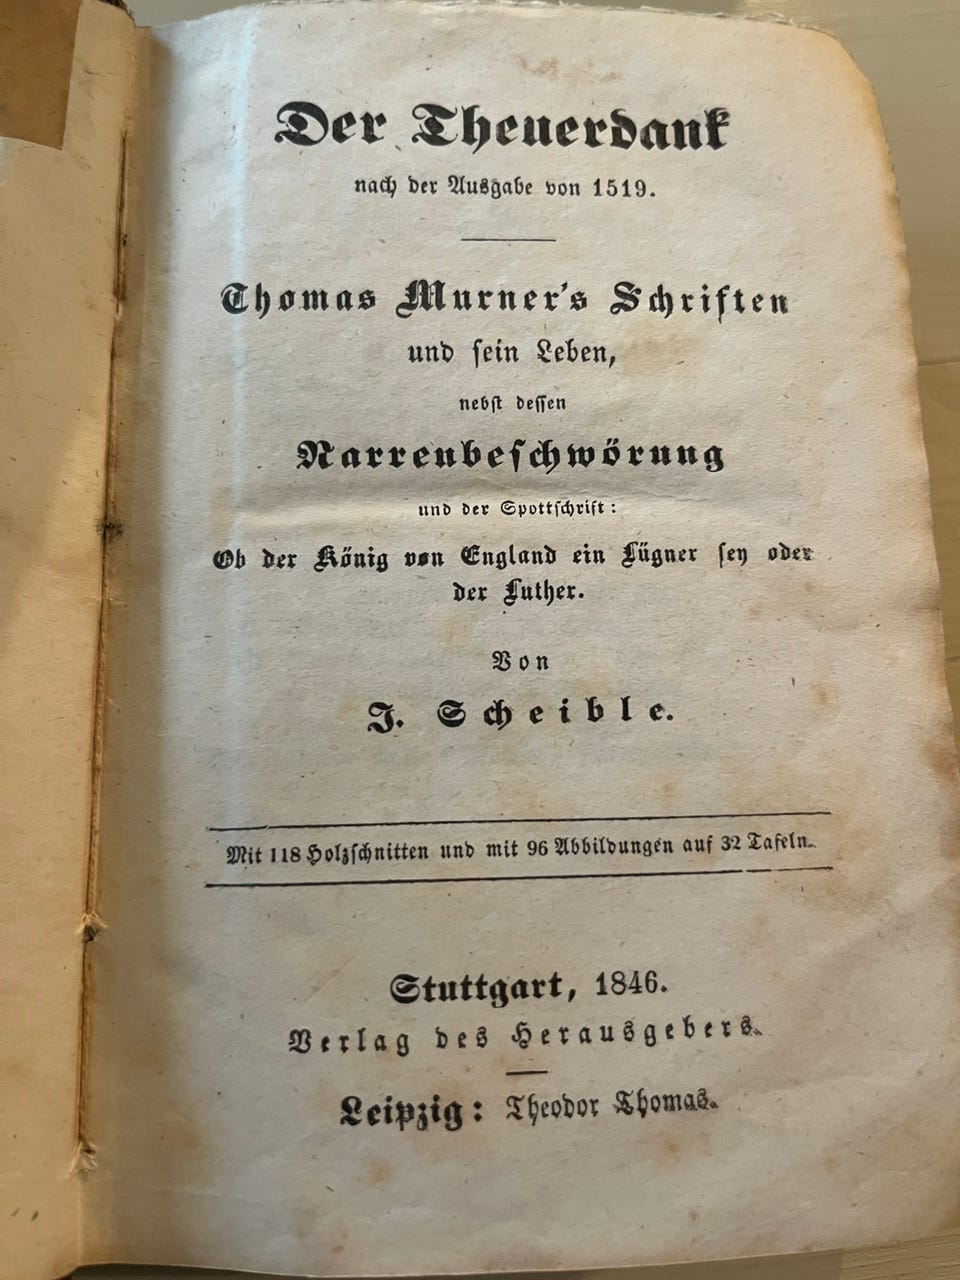 Der Theuerdank
nach der Ausgabe von 1519.
Thomas Murner's Schriften
und sein Leben,
nebst dessen
Narrenbeschwörung
und der Spottschrift:
Ob der König von England ein Lügner sey oder
der Luther.
Von
J. Scheible.
Mit 118 Holzschnitten und mit 96 Abbildungen auf 32 Tafeln.
Stuttgart, 1846.
Verlag des Herausgebers.
Leipzig: Theodor Thomas.